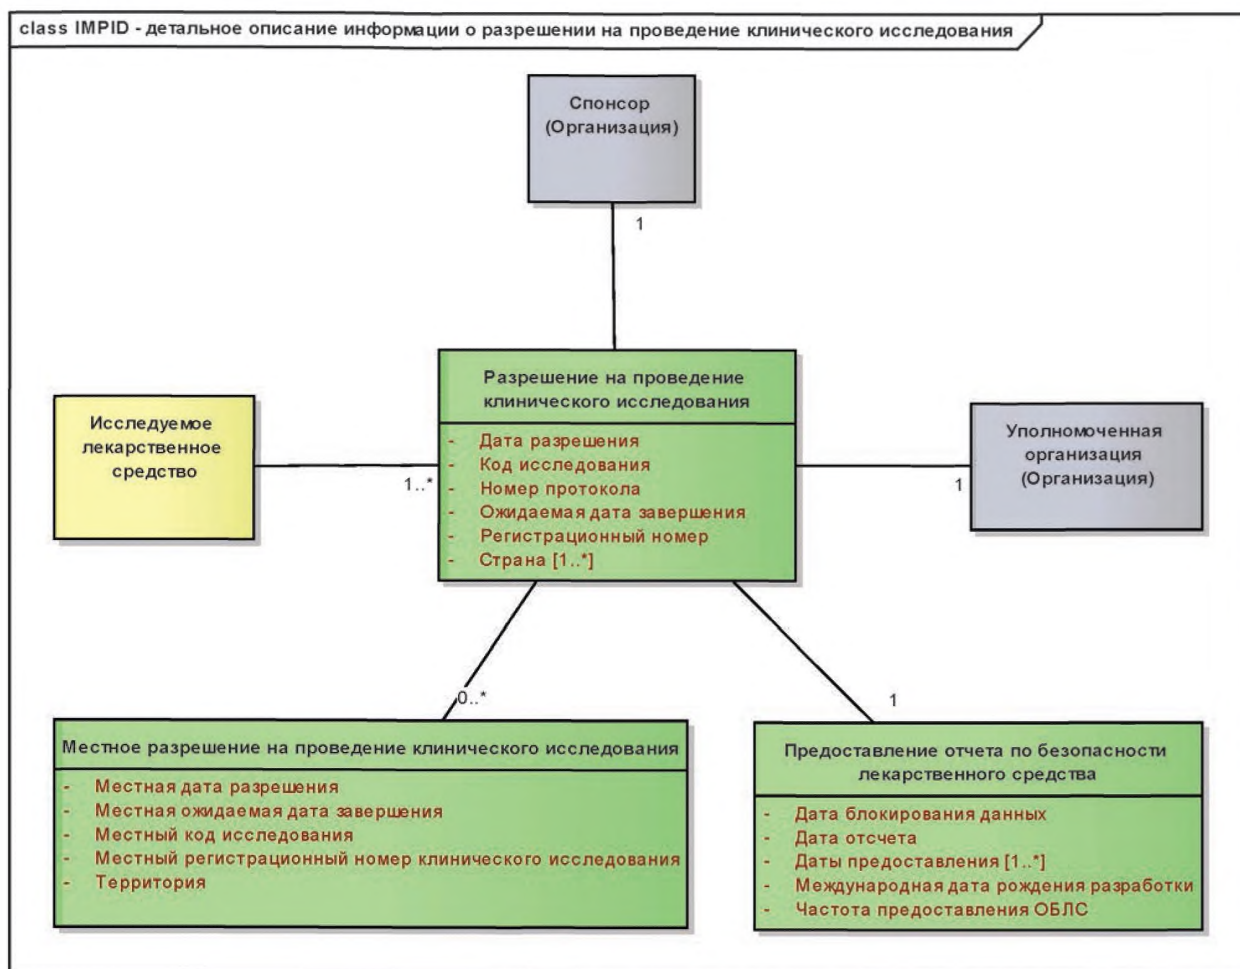 class IMPID - детальное описание информации о разрешении на проведение клинического исследования
Спонсор
(Организация)
1
Разрешение на проведение
клинического исследования
- Дата разрешения
- Код исследования
- Номер протокола
- Ожидаемая дата завершения
- Регистрационный номер
- Страна [1..*]
Исследуемое
лекарственное
средство
1..*
Уполномоченная
организация
(Организация)
1
0..*
1
Местное разрешение на проведение клинического исследования
- Местная дата разрешения
- Местная ожидаемая дата завершения
- Местный код исследования
- Местный регистрационный номер клинического исследования
- Территория
Предоставление отчета по безопасности
лекарственного средства
- Дата блокирования данных
- Дата отсчета
- Даты предоставления [1..*]
- Международная дата рождения разработки
- Частота предоставления ОБЛС